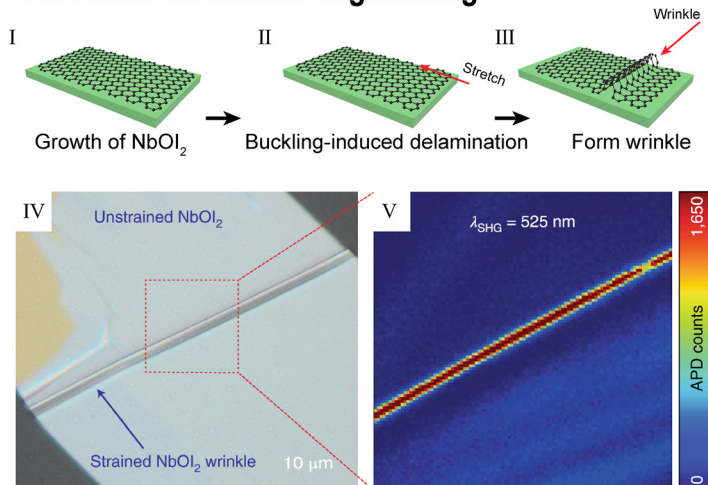 I
II
III
Wrinkle
Stretch
Growth of NbOI₂
Buckling-induced delamination
Form wrinkle
IV
Unstrained NbOI₂
Strained NbOI₂ wrinkle
10 μm
V
λSHG = 525 nm
1,650
APD counts
0